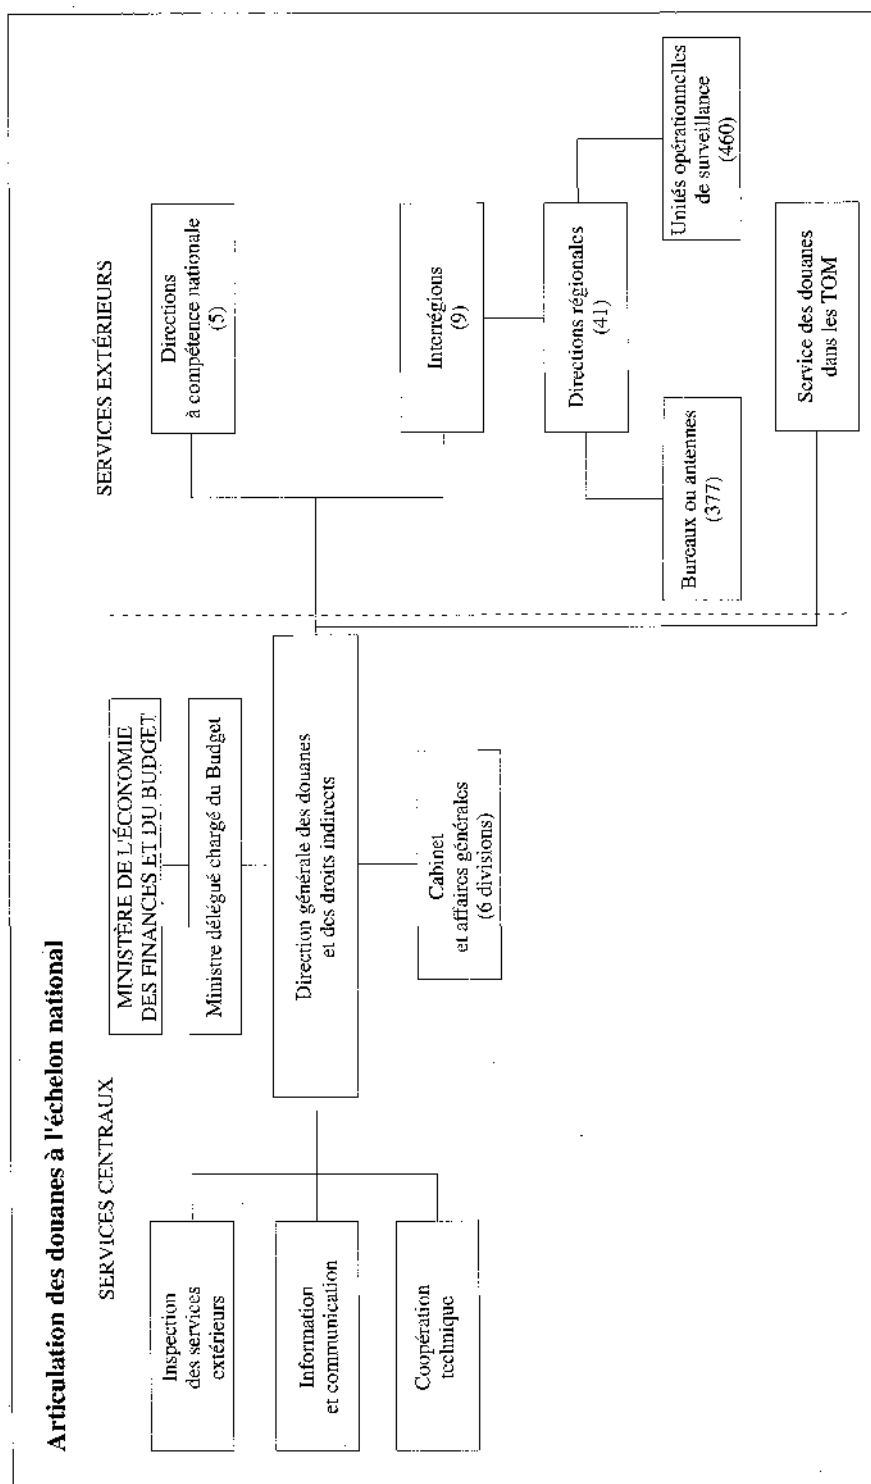 Articulation des douanes à l'échelon national
SERVICES CENTRAUX
SERVICES EXTÉRIEURS
MINISTÈRE DE L'ÉCONOMIE
DES FINANCES ET DU BUDGET
Ministre délégué chargé du Budget
Direction générale des douanes
et des droits indirects
Cabinet
et affaires générales
(6 divisions)
Inspection
des services
extérieurs
Information
et communication
Coopération
technique
Directions
à compétence nationale
(5)
Interrégions
(9)
Directions régionales
(41)
Bureaux ou antennes
(377)
Unités opérationnelles
de surveillance
(460)
Service des douanes
dans les TOM